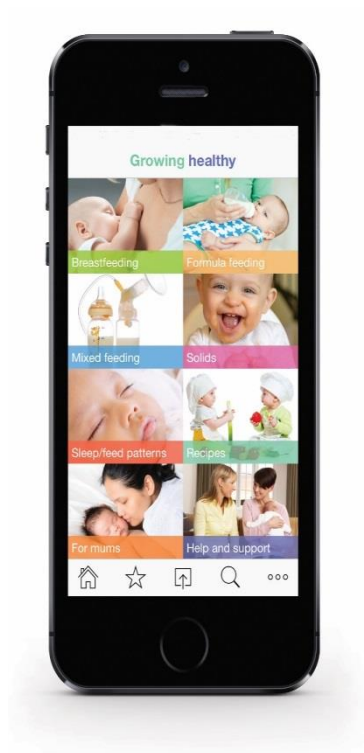 Growing healthy
Breastfeeding
Formula feeding
Mixed feeding
Solids
Sleep/feed patterns
Recipes
For mums
Help and support